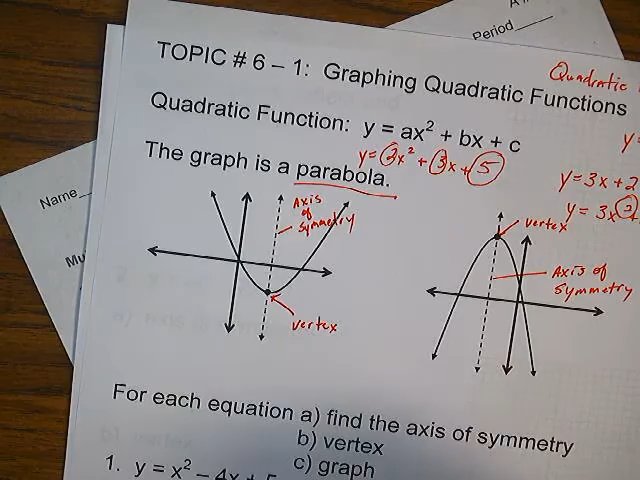 Period
TOPIC # 6 – 1: Graphing Quadratic Functions
Quadratic
Quadratic Function: y = ax² + bx + c
y=
The graph is a parabola.
y= 2x² + 3x + 5
y= 3x + 2
y= 3x
Name
Axis
of
Symmetry
vertex
Axis of
Symmetry
vertex
For each equation a) find the axis of symmetry
b) vertex
c) graph
1. y = x² – 4x + 5